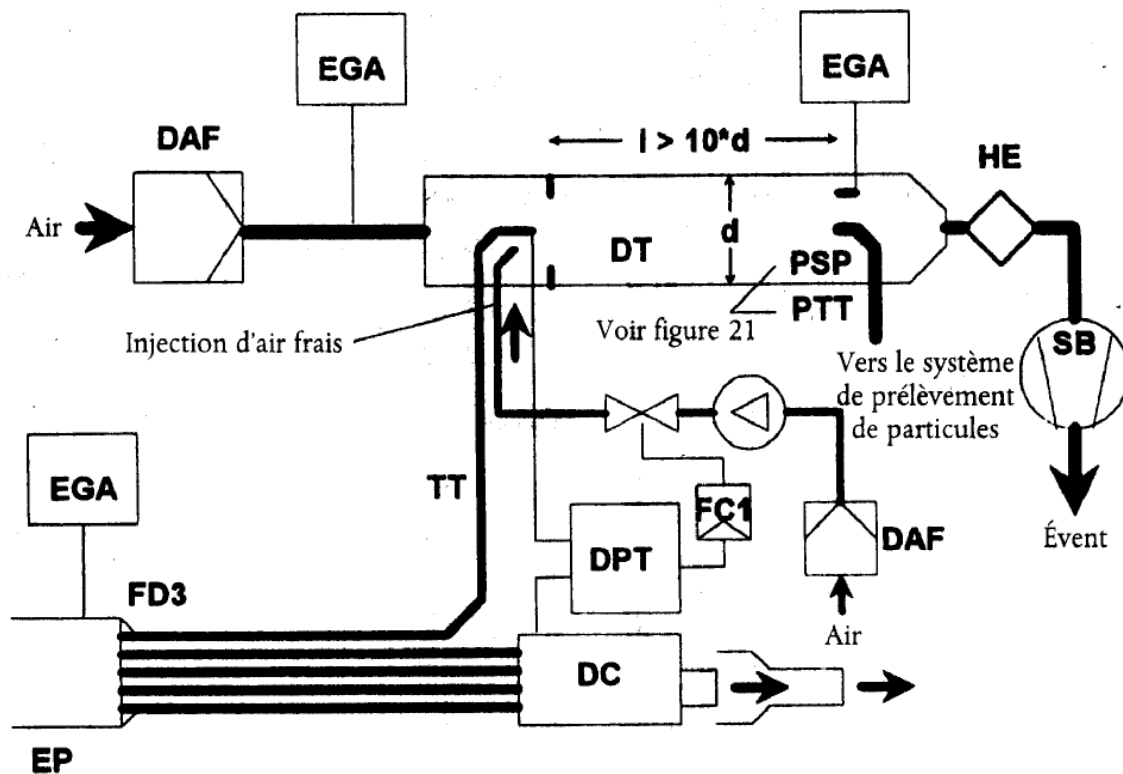 EGA
EGA
DAF
l > 10*d
HE
Air
d
DT
PSP
PTT
SB
Injection d'air frais
Voir figure 21
Vers le système
de prélèvement
de particules
EGA
TT
FC1
DAF
Évent
DPT
FD3
Air
DC
EP